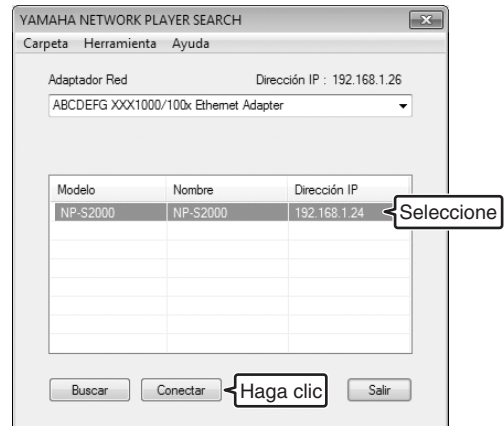 YAMAHA NETWORK PLAYER SEARCH
Carpeta Herramienta Ayuda
Adaptador Red Dirección IP : 192.168.1.26
ABCDEFG XXX1000/100x Ethernet Adapter
Modelo Nombre Dirección IP
NP-S2000 NP-S2000 192.168.1.24 Seleccione
Buscar Conectar Haga clic Salir